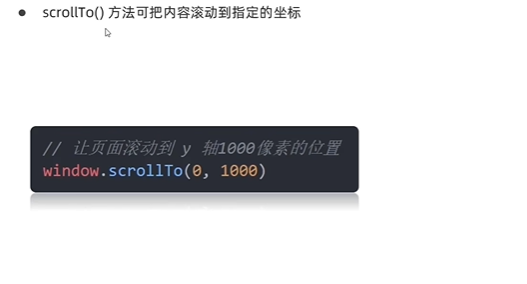 ● scrollTo() 方法可把内容滚动到指定的坐标
// 让页面滚动到 y 轴1000像素的位置
window.scrollTo(0, 1000)